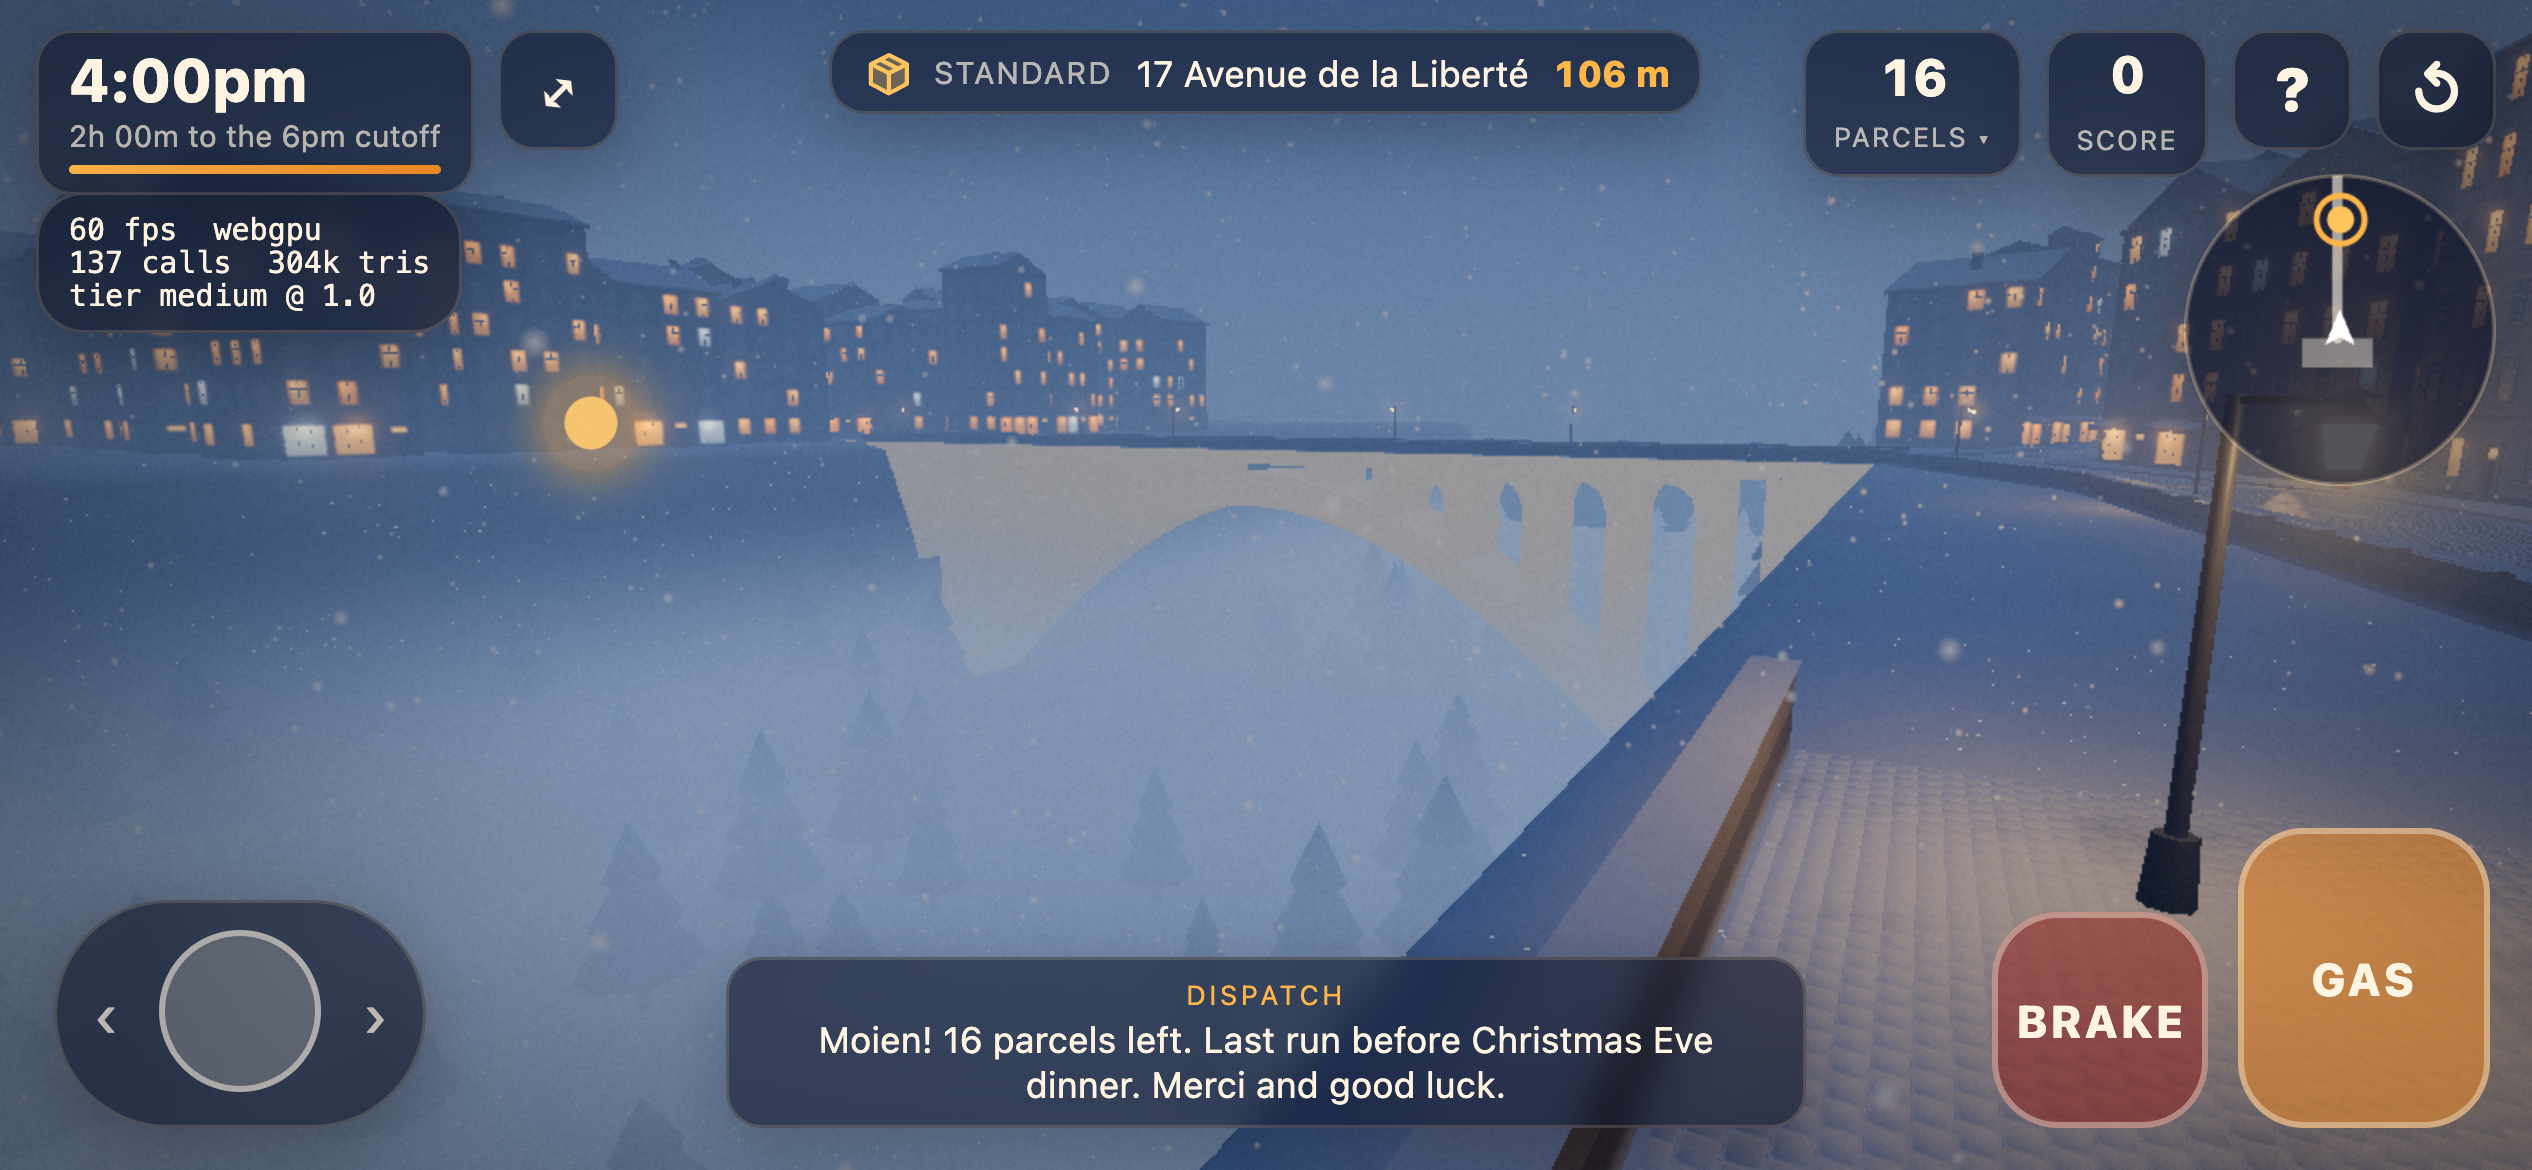 4:00pm
2h 00m to the 6pm cutoff
STANDARD 17 Avenue de la Liberté 106 m
16
PARCELS ▾
0
SCORE
?
60 fps webgpu
137 calls 304k tris
tier medium @ 1.0
DISPATCH
Moien! 16 parcels left. Last run before Christmas Eve
dinner. Merci and good luck.
BRAKE
GAS